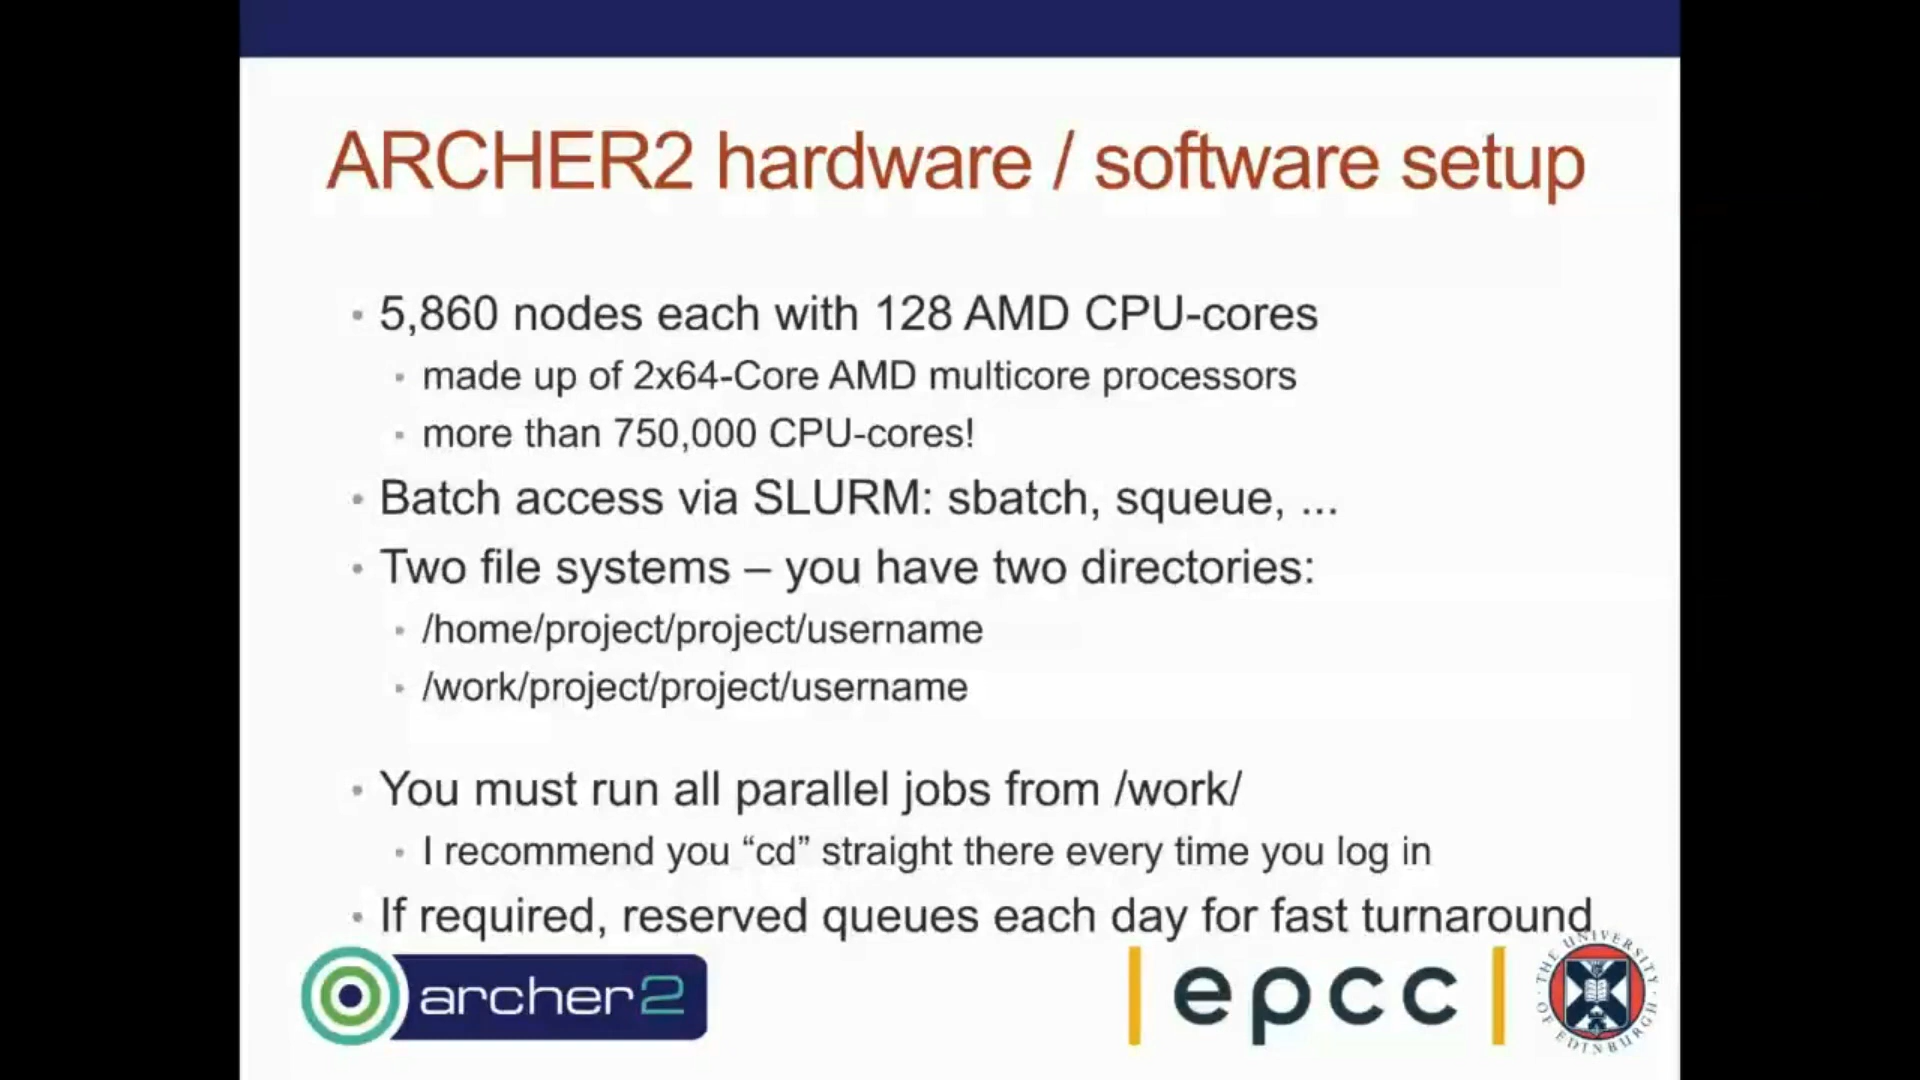 ARCHER2 hardware / software setup
• 5,860 nodes each with 128 AMD CPU-cores
• made up of 2x64-Core AMD multicore processors
• more than 750,000 CPU-cores!
• Batch access via SLURM: sbatch, squeue, ...
• Two file systems – you have two directories:
• /home/project/project/username
• /work/project/project/username
• You must run all parallel jobs from /work/
• I recommend you “cd” straight there every time you log in
• If required, reserved queues each day for fast turnaround
archer2
epcc
THE UNIVERSITY OF EDINBURGH